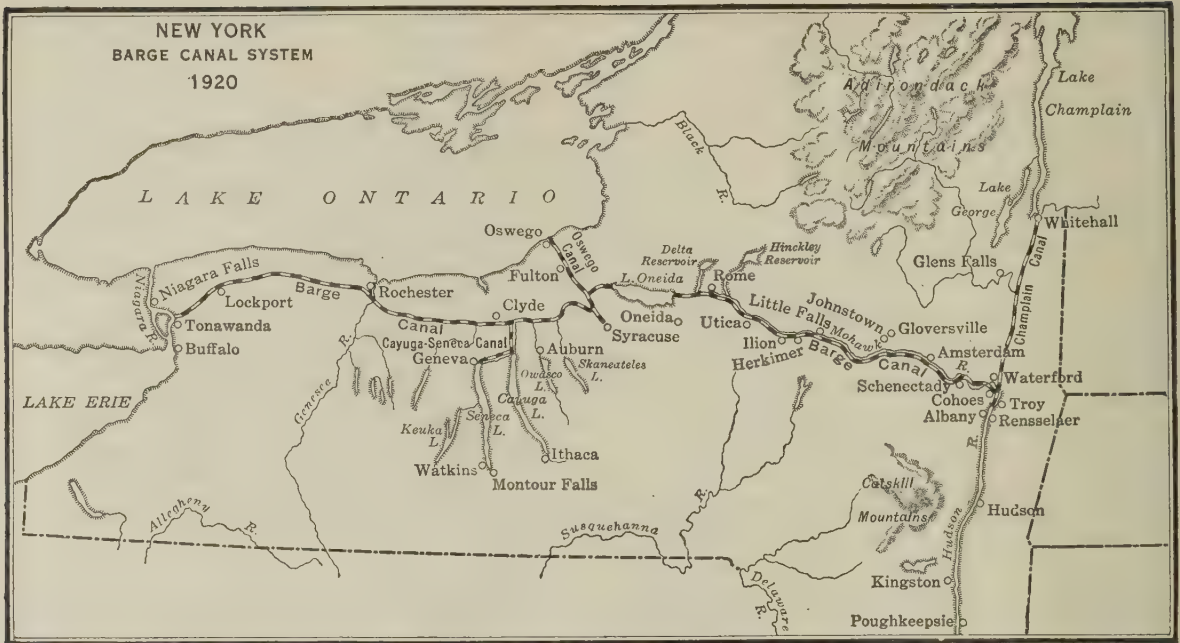 NEW YORK
BARGE CANAL SYSTEM
1920
Adirondack
Mountains
Lake
Champlain
Black
R.
LAKE ONTARIO
Lake
George
Whitehall
Oswego
Oswego
Canal
Fulton
L. Oneida
Delta
Reservoir
Hinckley
Reservoir
Rome
Glens Falls
Champlain
Canal
Niagara Falls
Niagara R.
Lockport
Barge
Rochester
Clyde
Canal
Cayuga-Seneca Canal
Syracuse
Oneida
Utica
Little Falls
Johnstown
Gloversville
Mohawk
R.
Ilion
Herkimer
Barge
Canal
Amsterdam
Tonawanda
Buffalo
Geneva
Auburn
Owasco
L.
Skaneateles
L.
Schenectady
Waterford
Cohoes
Troy
Albany
Rensselaer
LAKE ERIE
Genesee
R.
Keuka
L.
Seneca
L.
Cayuga
L.
Watkins
Ithaca
Montour Falls
Catskill
Mountains
Hudson
R.
Hudson
Allegheny
R.
Susquehanna
R.
Delaware
R.
Kingston
Poughkeepsie